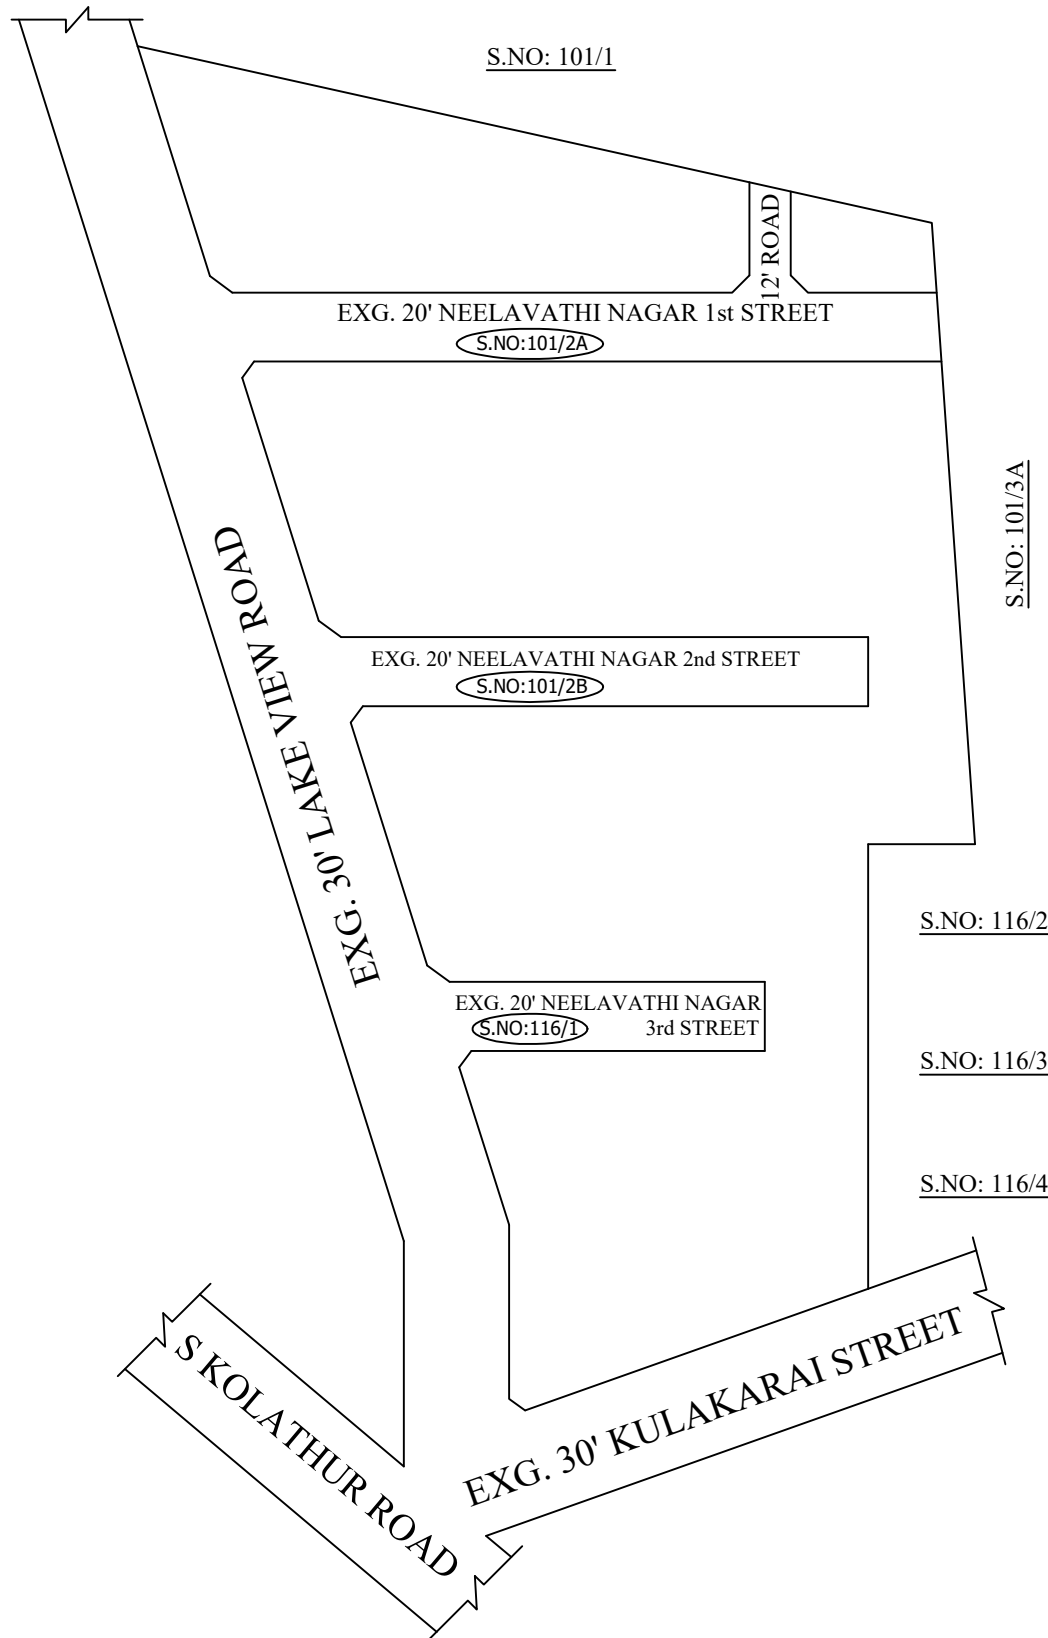 S.NO: 101/1
12' ROAD
EXG. 20' NEELAVATHI NAGAR 1st STREET
S.NO:101/2A
S.NO: 101/3A
EXG. 30' LAKE VIEW ROAD
EXG. 20' NEELAVATHI NAGAR 2nd STREET
S.NO:101/2B
S.NO: 116/2
EXG. 20' NEELAVATHI NAGAR
S.NO:116/1 3rd STREET
S.NO: 116/3
S.NO: 116/4
S KOLATHUR ROAD
EXG. 30' KULAKARAI STREET